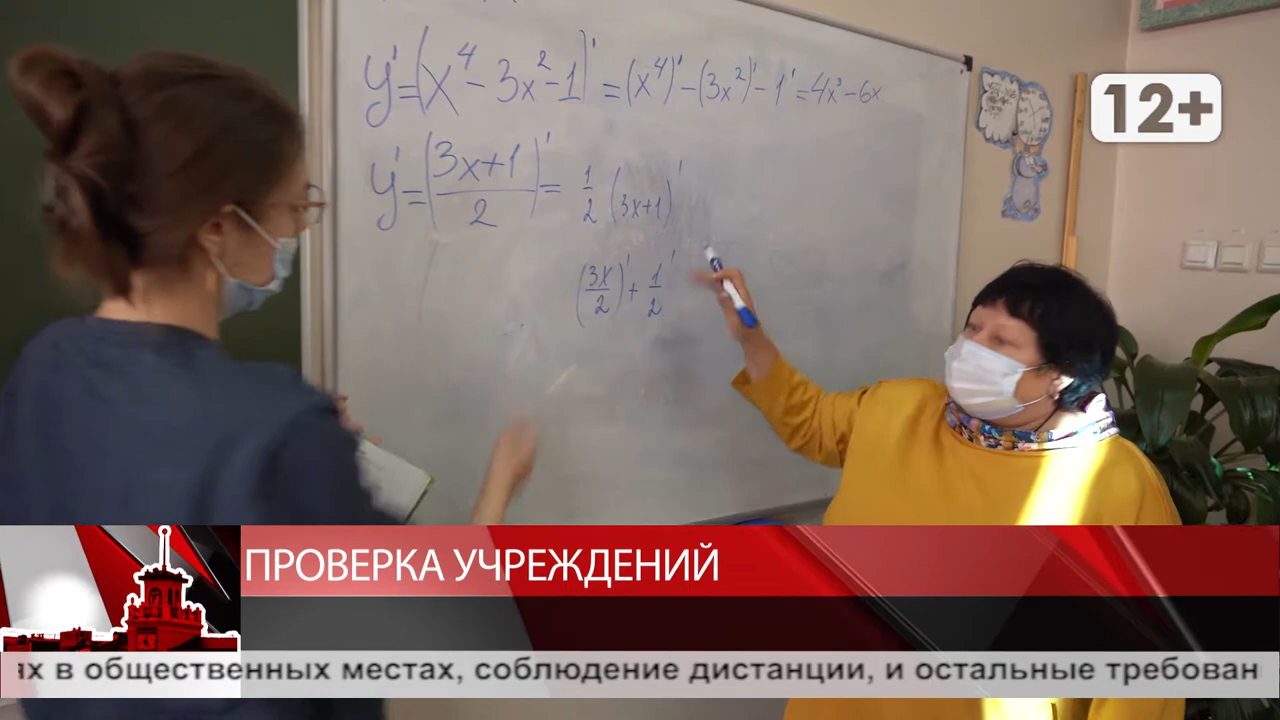 y' = (x⁴ - 3x² - 1)' = (x⁴)' - (3x²)' - 1' = 4x³ - 6x
12+
y' = ((3x+1)/2)' = 1/2 (3x+1)'
(3x/2)' + 1/2'
ПРОВЕРКА УЧРЕЖДЕНИЙ
ях в общественных местах, соблюдение дистанции, и остальные требован